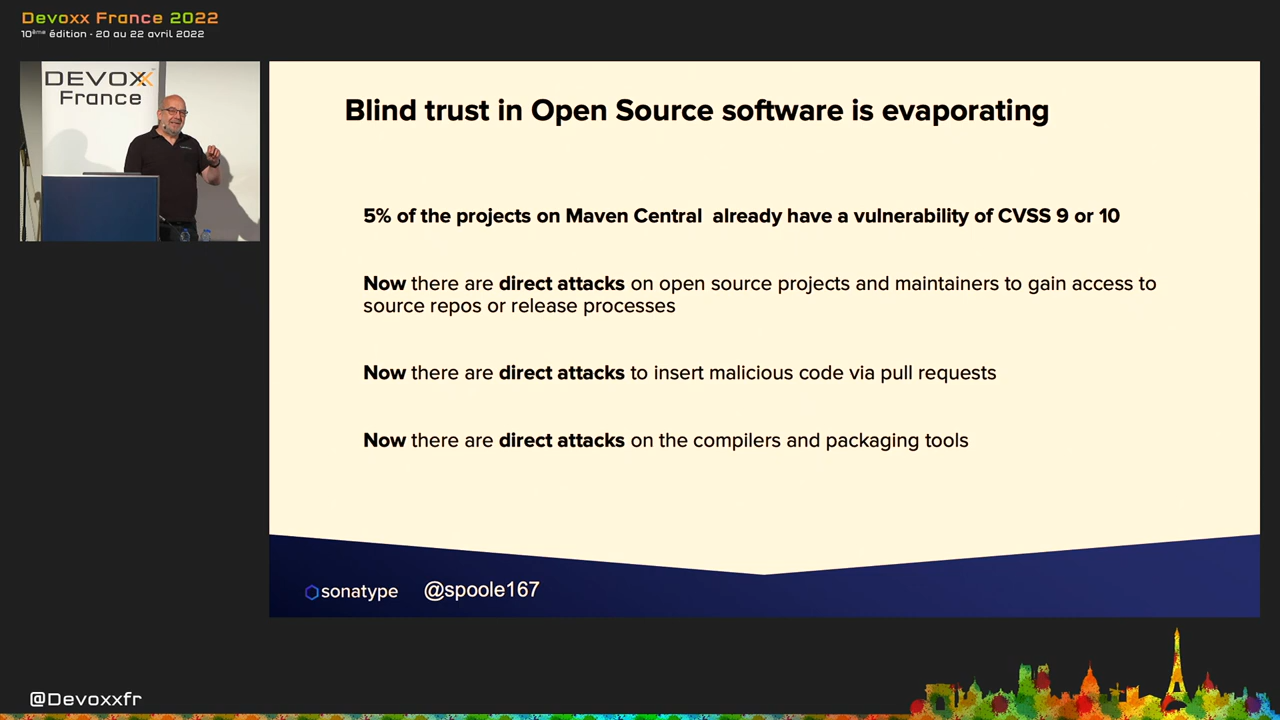 Devoxx France 2022
10ème édition - 20 au 22 avril 2022
DEVOXX
France
Blind trust in Open Source software is evaporating
5% of the projects on Maven Central already have a vulnerability of CVSS 9 or 10
Now there are direct attacks on open source projects and maintainers to gain access to
source repos or release processes
Now there are direct attacks to insert malicious code via pull requests
Now there are direct attacks on the compilers and packaging tools
sonatype @spoole167
@Devoxxfr